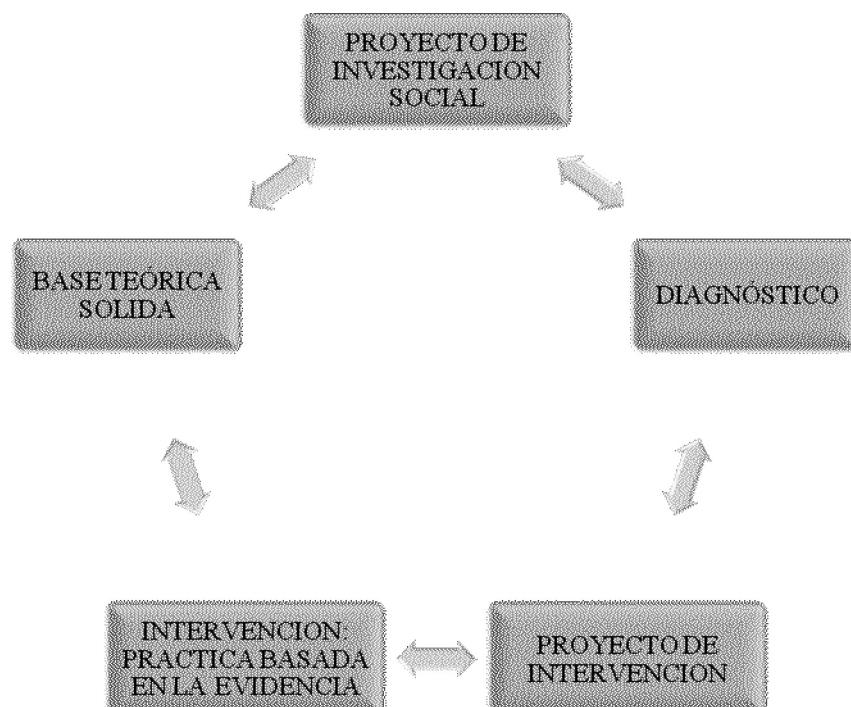 PROYECTO DE
INVESTIGACION
SOCIAL
BASE TEÓRICA
SOLIDA
DIAGNÓSTICO
INTERVENCION:
PRACTICA BASADA
EN LA EVIDENCIA
PROYECTO DE
INTERVENCION